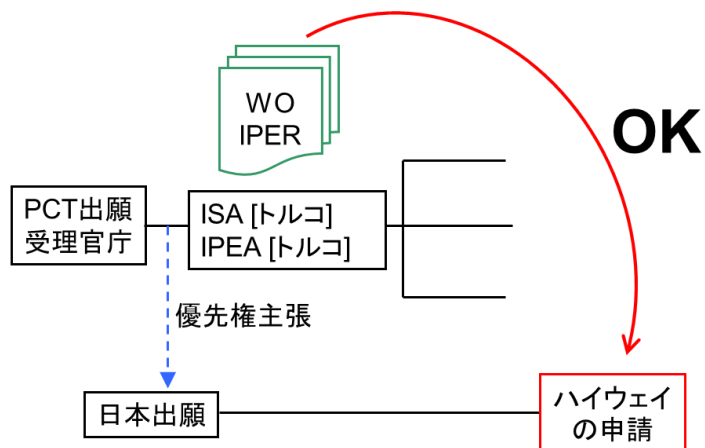 WO
IPER
OK
PCT出願
受理官庁
ISA [トルコ]
IPEA [トルコ]
優先権主張
日本出願
ハイウェイ
の申請